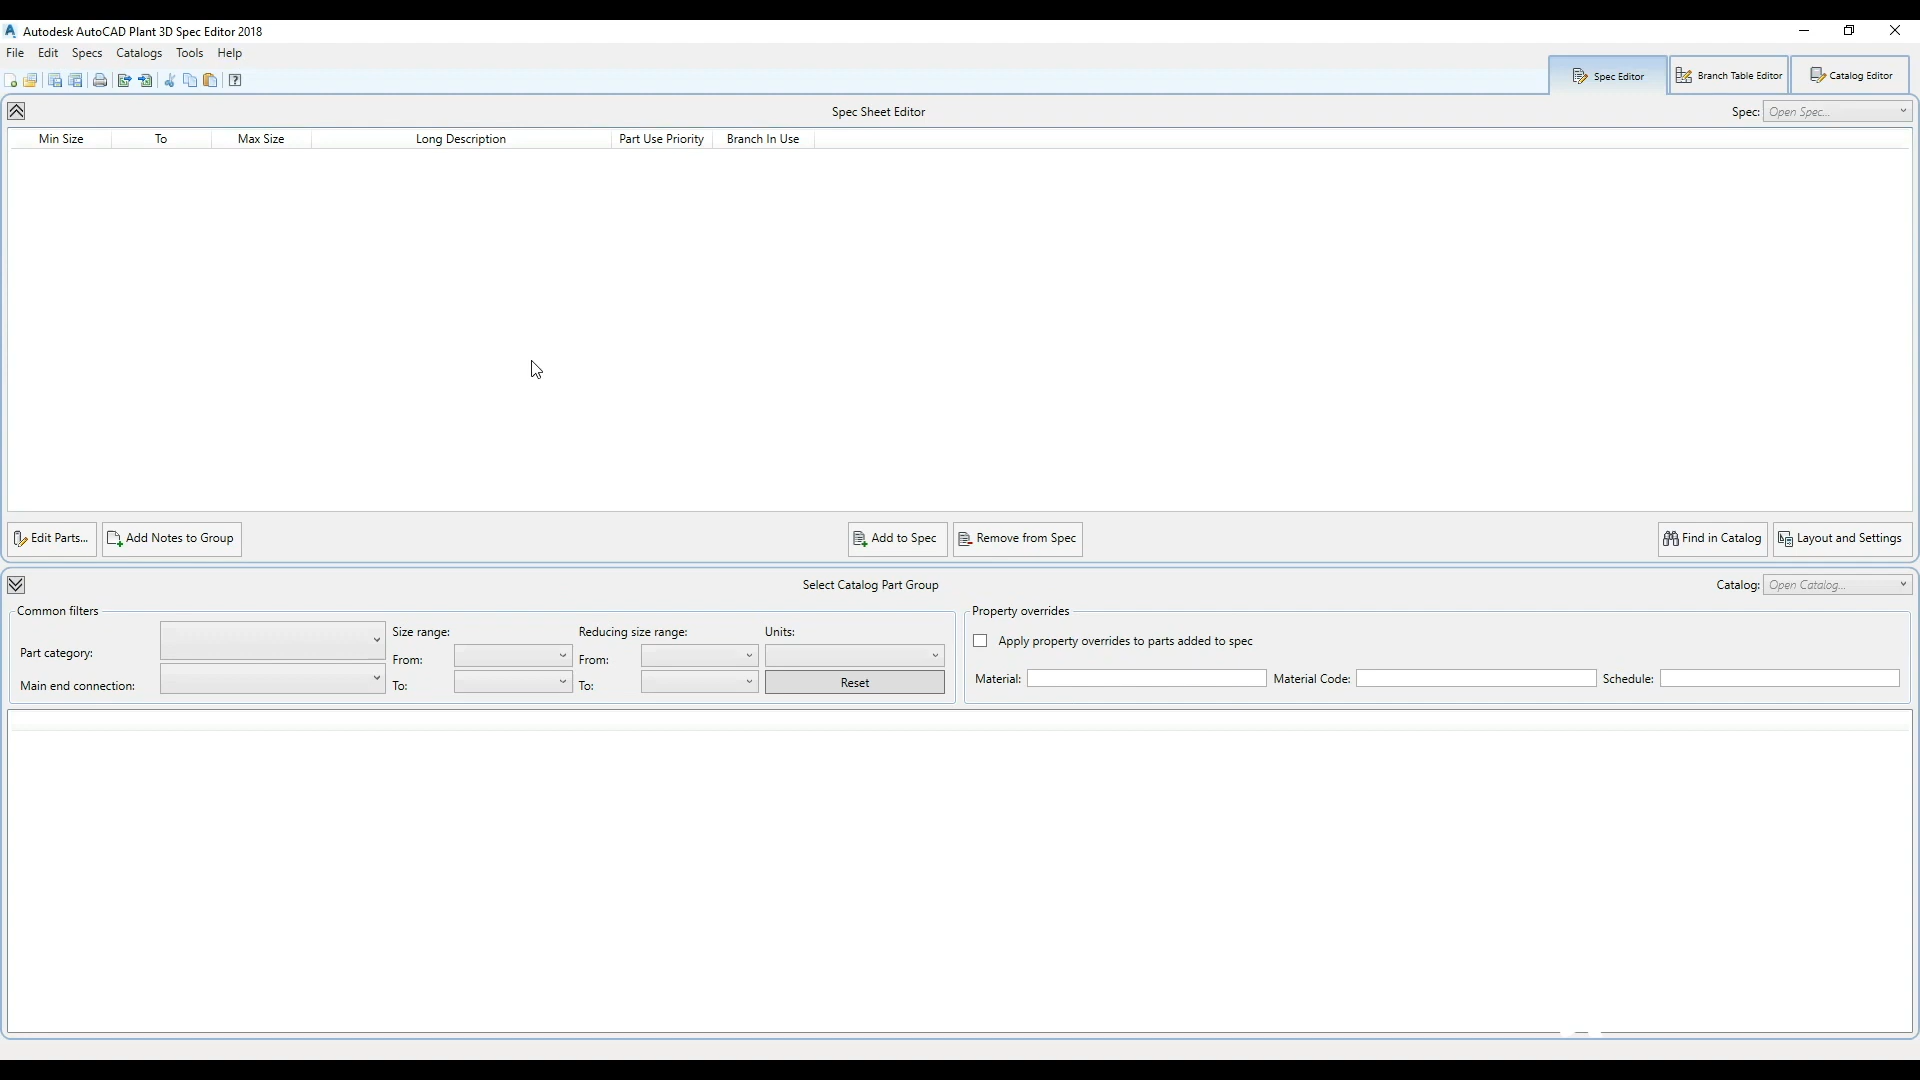 Autodesk AutoCAD Plant 3D Spec Editor 2018
File Edit Specs Catalogs Tools Help
Spec Editor Branch Table Editor Catalog Editor
Spec Sheet Editor Spec: Open Spec...
Min Size To Max Size Long Description Part Use Priority Branch In Use
Edit Parts... Add Notes to Group Add to Spec Remove from Spec Find in Catalog Layout and Settings
Select Catalog Part Group Catalog: Open Catalog...
Common filters Property overrides
Size range: Reducing size range: Units:
Apply property overrides to parts added to spec
Part category: From: From:
Main end connection: To: To: Reset Material: Material Code: Schedule: